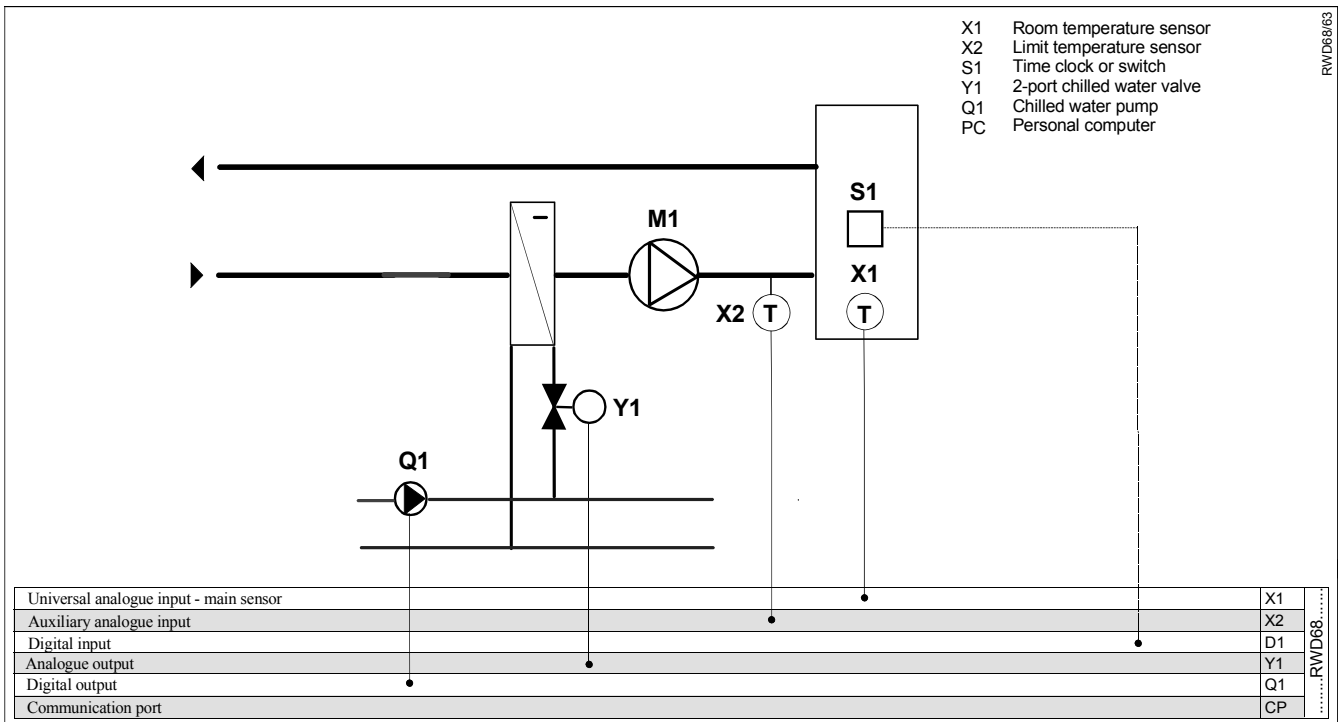 X1 Room temperature sensor
X2 Limit temperature sensor
S1 Time clock or switch
Y1 2-port chilled water valve
Q1 Chilled water pump
PC Personal computer
RWD68/63
S1
M1
X1
X2 T
T
Y1
Q1
Universal analogue input - main sensor X1
Auxiliary analogue input X2
Digital input D1
Analogue output Y1
Digital output Q1
Communication port CP
........RWD68........